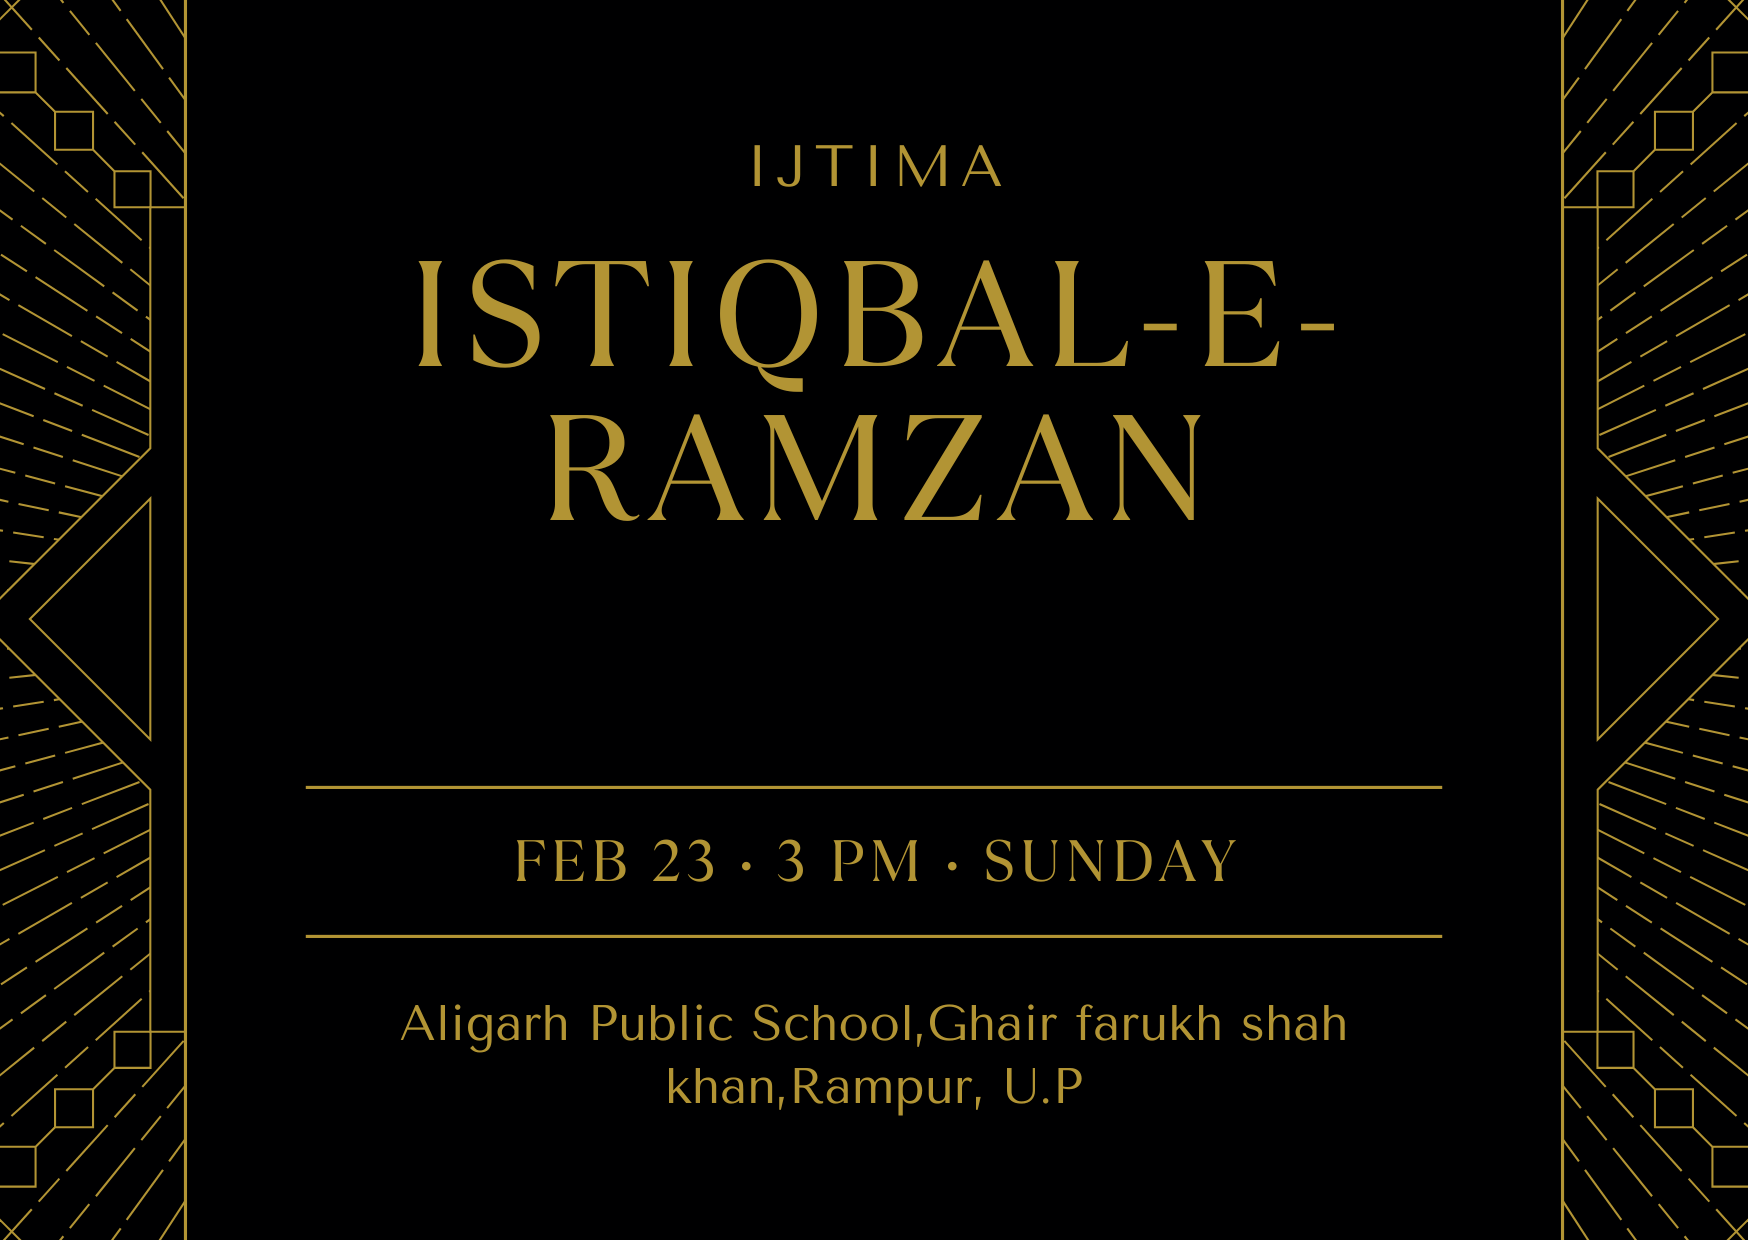 IJTIMA
ISTIQBAL-E-
RAMZAN
FEB 23 • 3 PM • SUNDAY
Aligarh Public School,Ghair farukh shah
khan,Rampur, U.P